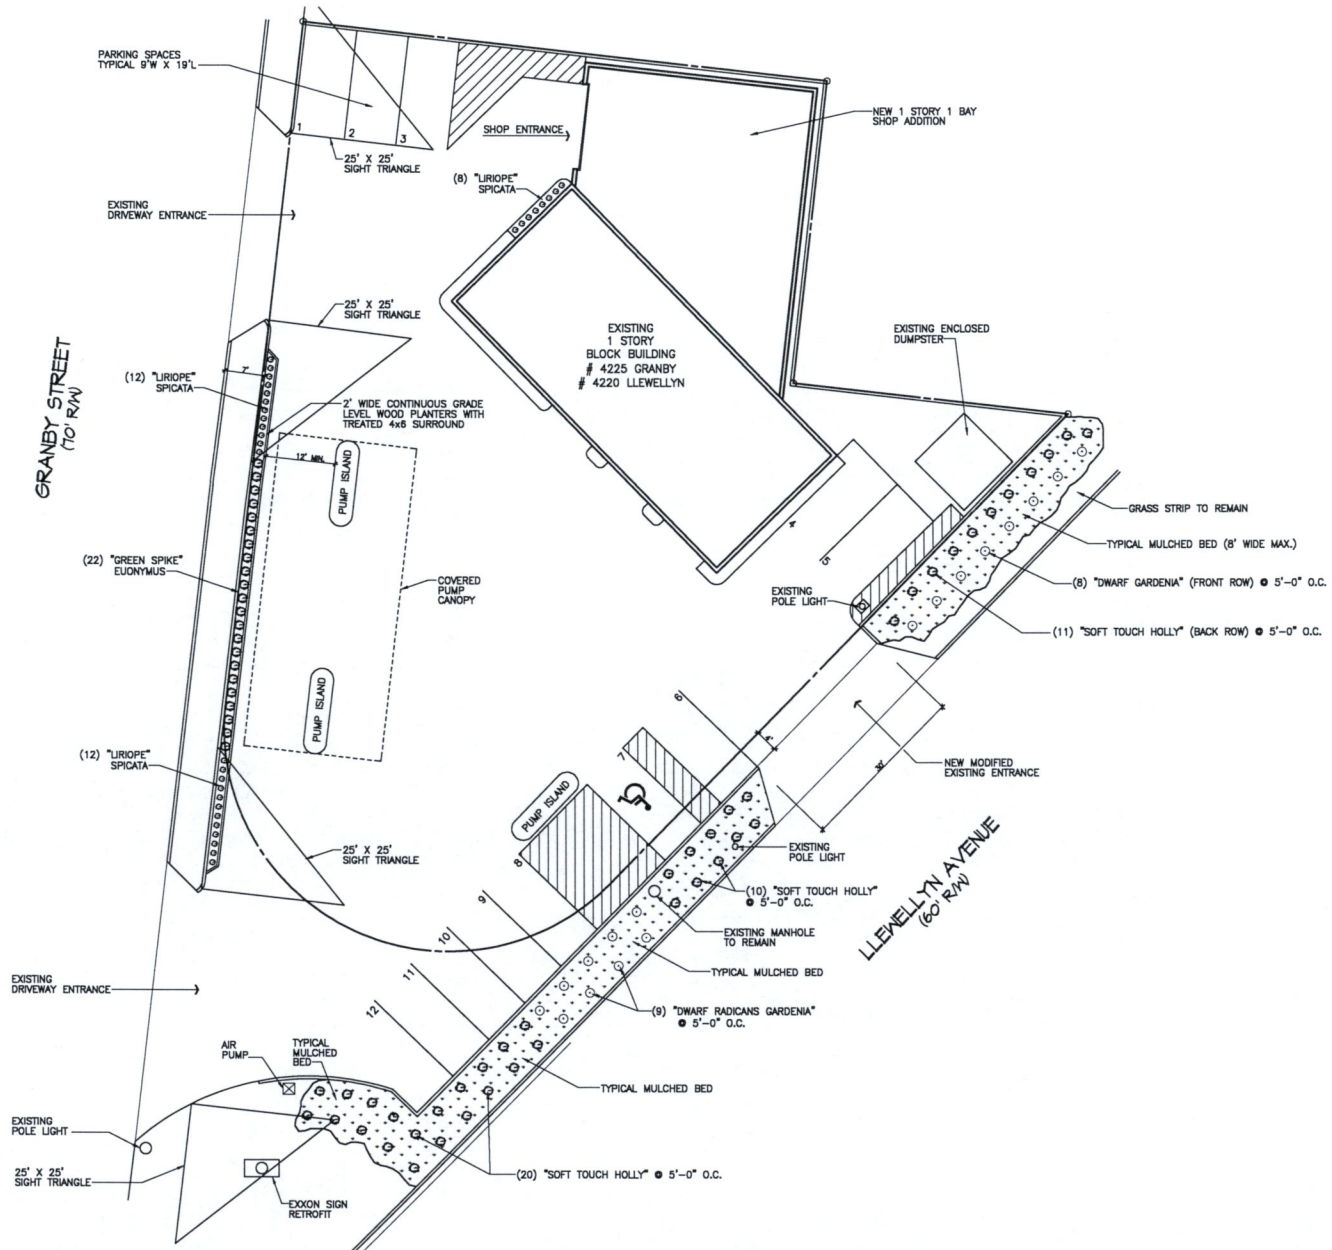 PARKING SPACES
TYPICAL 9'W X 19'L
1
2
3
25' X 25'
SIGHT TRIANGLE
SHOP ENTRANCE
NEW 1 STORY 1 BAY
SHOP ADDITION
(8) "LIRIOPE"
SPICATA
EXISTING
DRIVEWAY ENTRANCE
25' X 25'
SIGHT TRIANGLE
GRANBY STREET
(70' R/W)
7'
(12) "LIRIOPE"
SPICATA
2' WIDE CONTINUOUS GRADE
LEVEL WOOD PLANTERS WITH
TREATED 4x6 SURROUND
12' MIN.
PUMP ISLAND
EXISTING
1 STORY
BLOCK BUILDING
# 4225 GRANBY
# 4220 LLEWELLYN
EXISTING ENCLOSED
DUMPSTER
4
5
GRASS STRIP TO REMAIN
TYPICAL MULCHED BED (8' WIDE MAX.)
(8) "DWARF GARDENIA" (FRONT ROW) @ 5'-0" O.C.
(11) "SOFT TOUCH HOLLY" (BACK ROW) @ 5'-0" O.C.
EXISTING
POLE LIGHT
(22) "GREEN SPIKE"
EUONYMUS
COVERED
PUMP
CANOPY
PUMP ISLAND
6
7
4'
30'
NEW MODIFIED
EXISTING ENTRANCE
(12) "LIRIOPE"
SPICATA
PUMP ISLAND
8
25' X 25'
SIGHT TRIANGLE
EXISTING
POLE LIGHT
(10) "SOFT TOUCH HOLLY"
@ 5'-0" O.C.
LLEWELLYN AVENUE
(60' R/W)
9
10
11
12
EXISTING MANHOLE
TO REMAIN
TYPICAL MULCHED BED
(9) "DWARF RADICANS GARDENIA"
@ 5'-0" O.C.
EXISTING
DRIVEWAY ENTRANCE
AIR
PUMP
TYPICAL
MULCHED
BED
TYPICAL MULCHED BED
EXISTING
POLE LIGHT
25' X 25'
SIGHT TRIANGLE
(20) "SOFT TOUCH HOLLY" @ 5'-0" O.C.
EXXON SIGN
RETROFIT